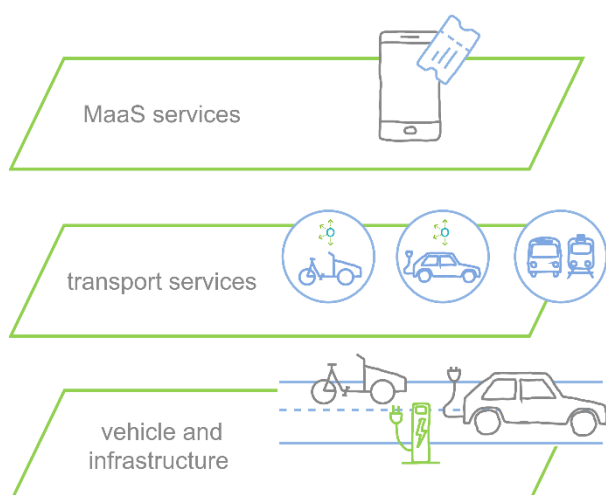 MaaS services
transport services
vehicle and
infrastructure